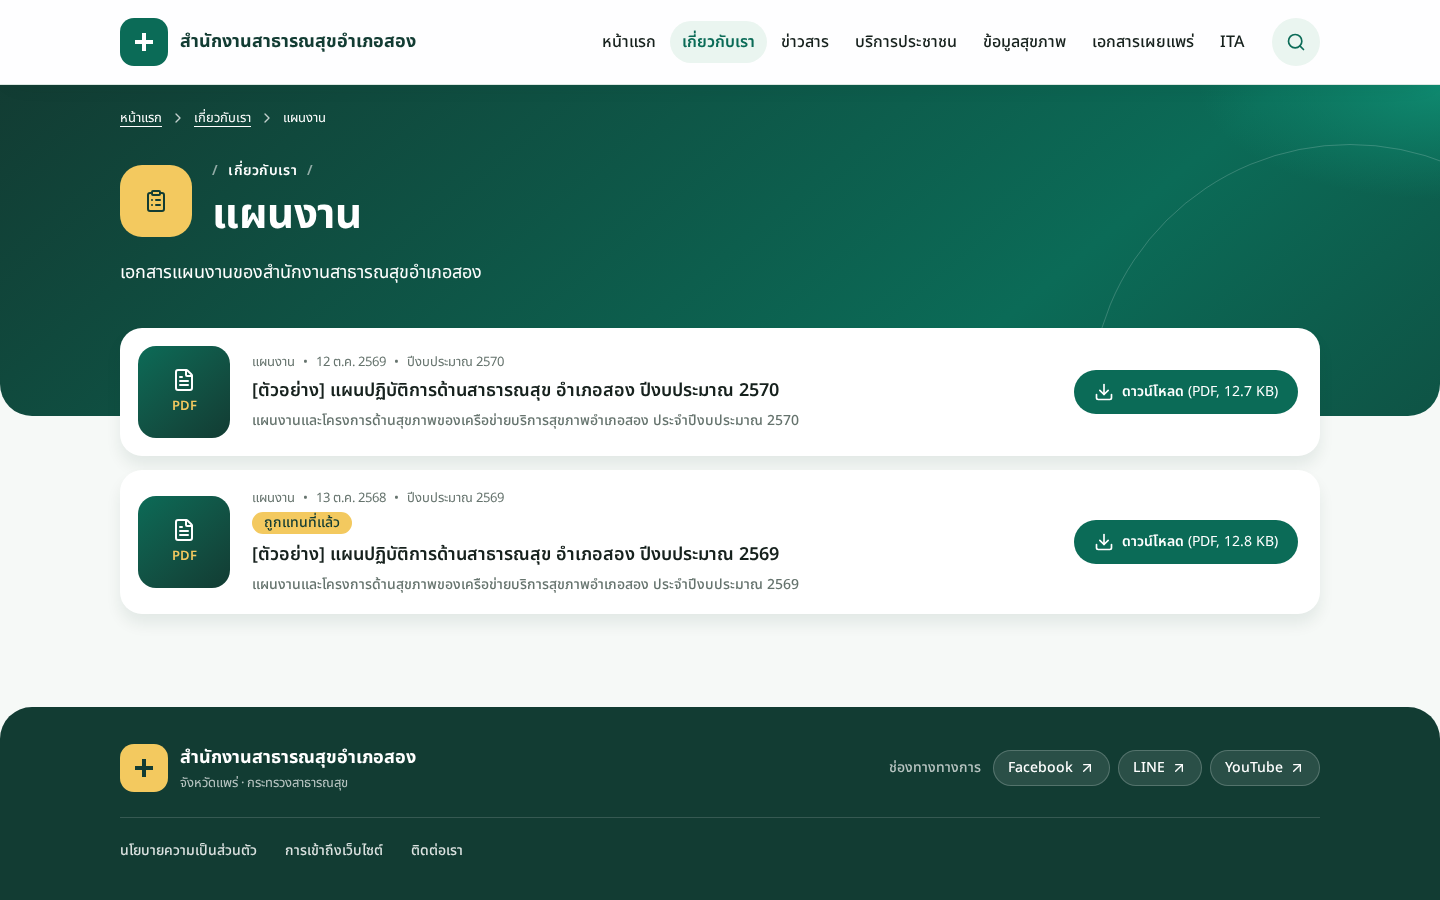 สำนักงานสาธารณสุขอำเภอสอง
หน้าแรก เกี่ยวกับเรา ข่าวสาร บริการประชาชน ข้อมูลสุขภาพ เอกสารเผยแพร่ ITA
หน้าแรก > เกี่ยวกับเรา > แผนงาน
/ เกี่ยวกับเรา /
แผนงาน
เอกสารแผนงานของสำนักงานสาธารณสุขอำเภอสอง
PDF
แผนงาน • 12 ต.ค. 2569 • ปีงบประมาณ 2570
[ตัวอย่าง] แผนปฏิบัติการด้านสาธารณสุข อำเภอสอง ปีงบประมาณ 2570
แผนงานและโครงการด้านสุขภาพของเครือข่ายบริการสุขภาพอำเภอสอง ประจำปีงบประมาณ 2570
ดาวน์โหลด (PDF, 12.7 KB)
PDF
แผนงาน • 13 ต.ค. 2568 • ปีงบประมาณ 2569
ถูกแทนที่แล้ว
[ตัวอย่าง] แผนปฏิบัติการด้านสาธารณสุข อำเภอสอง ปีงบประมาณ 2569
แผนงานและโครงการด้านสุขภาพของเครือข่ายบริการสุขภาพอำเภอสอง ประจำปีงบประมาณ 2569
ดาวน์โหลด (PDF, 12.8 KB)
สำนักงานสาธารณสุขอำเภอสอง
จังหวัดแพร่ · กระทรวงสาธารณสุข
ช่องทางทางการ Facebook LINE YouTube
นโยบายความเป็นส่วนตัว การเข้าถึงเว็บไซต์ ติดต่อเรา